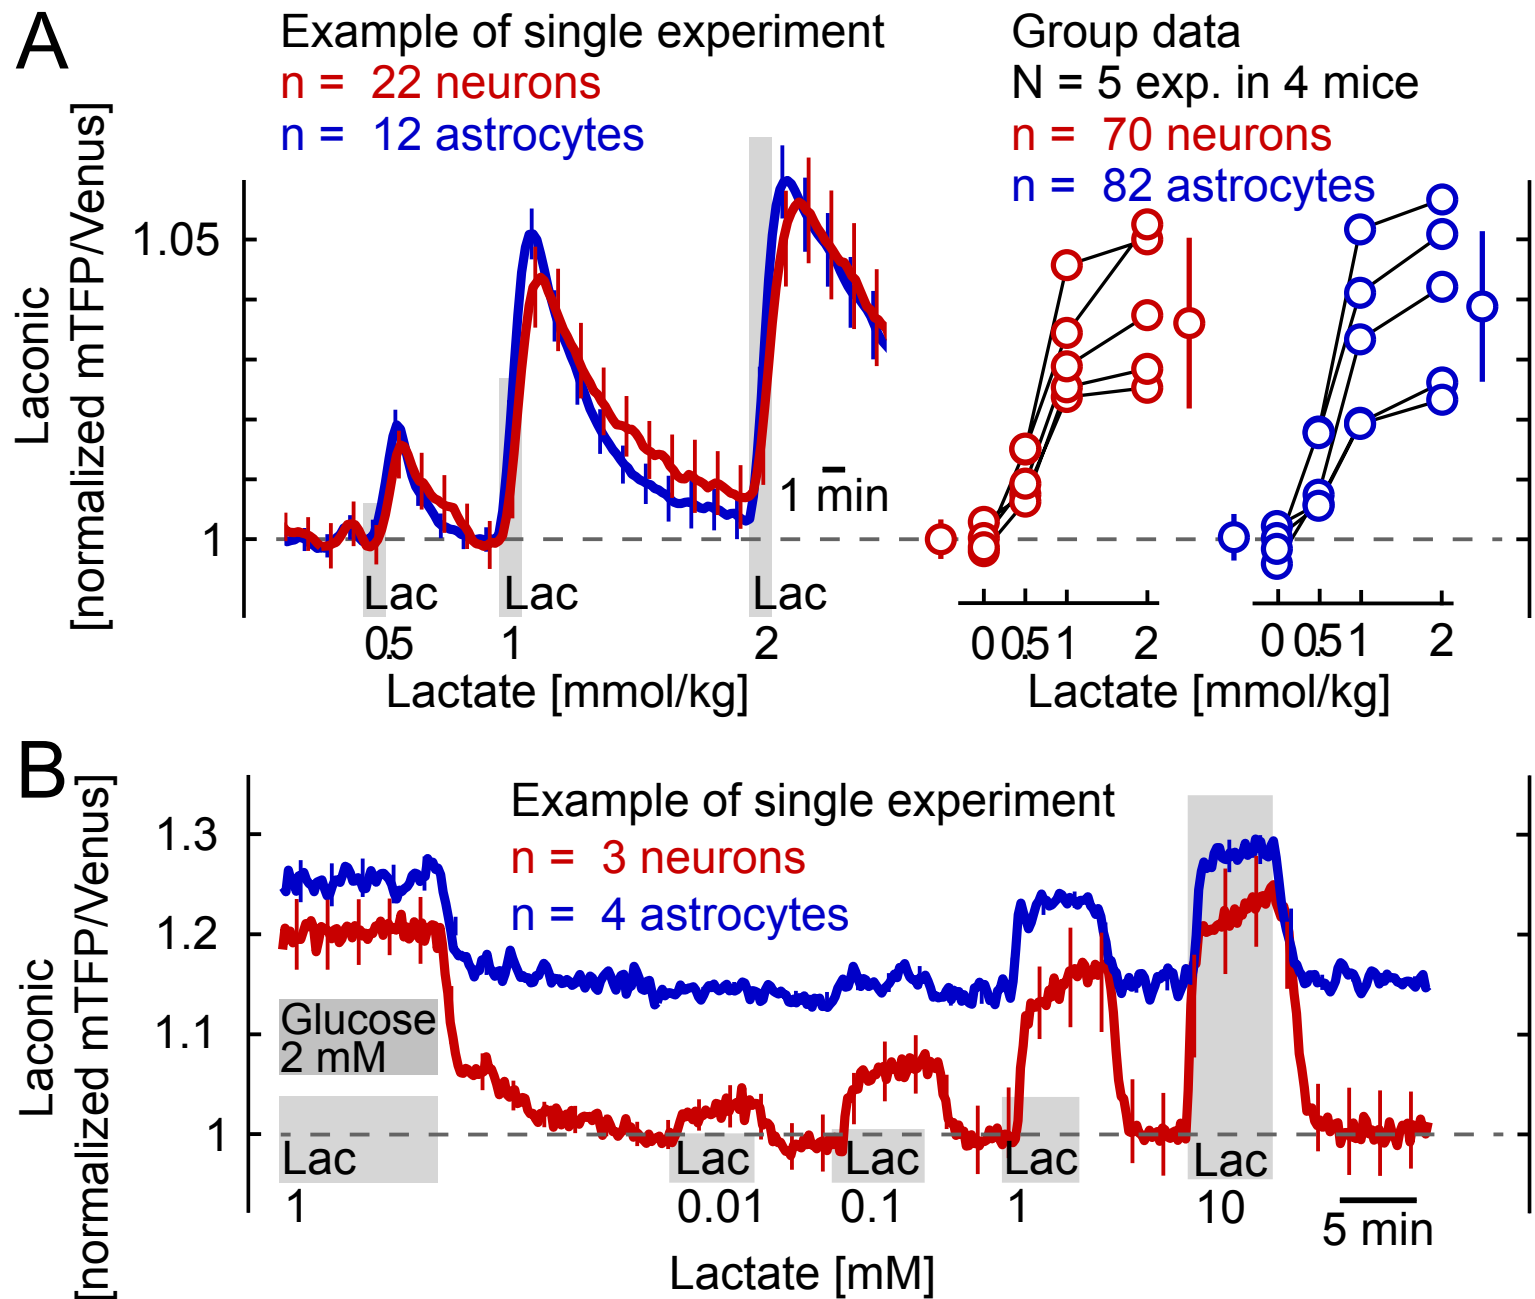 A
Example of single experiment
n = 22 neurons
n = 12 astrocytes
Group data
N = 5 exp. in 4 mice
n = 70 neurons
n = 82 astrocytes
Laconic
[normalized mTFP/Venus]
1.05
1
1 min
Lac
Lac
Lac
0.5
1
2
Lactate [mmol/kg]
0 0.5 1 2
0 0.5 1 2
Lactate [mmol/kg]
B
Example of single experiment
n = 3 neurons
n = 4 astrocytes
Laconic
[normalized mTFP/Venus]
1.3
1.2
1.1
1
Glucose
2 mM
Lac
Lac
Lac
Lac
Lac
1
0.01
0.1
1
10
5 min
Lactate [mM]